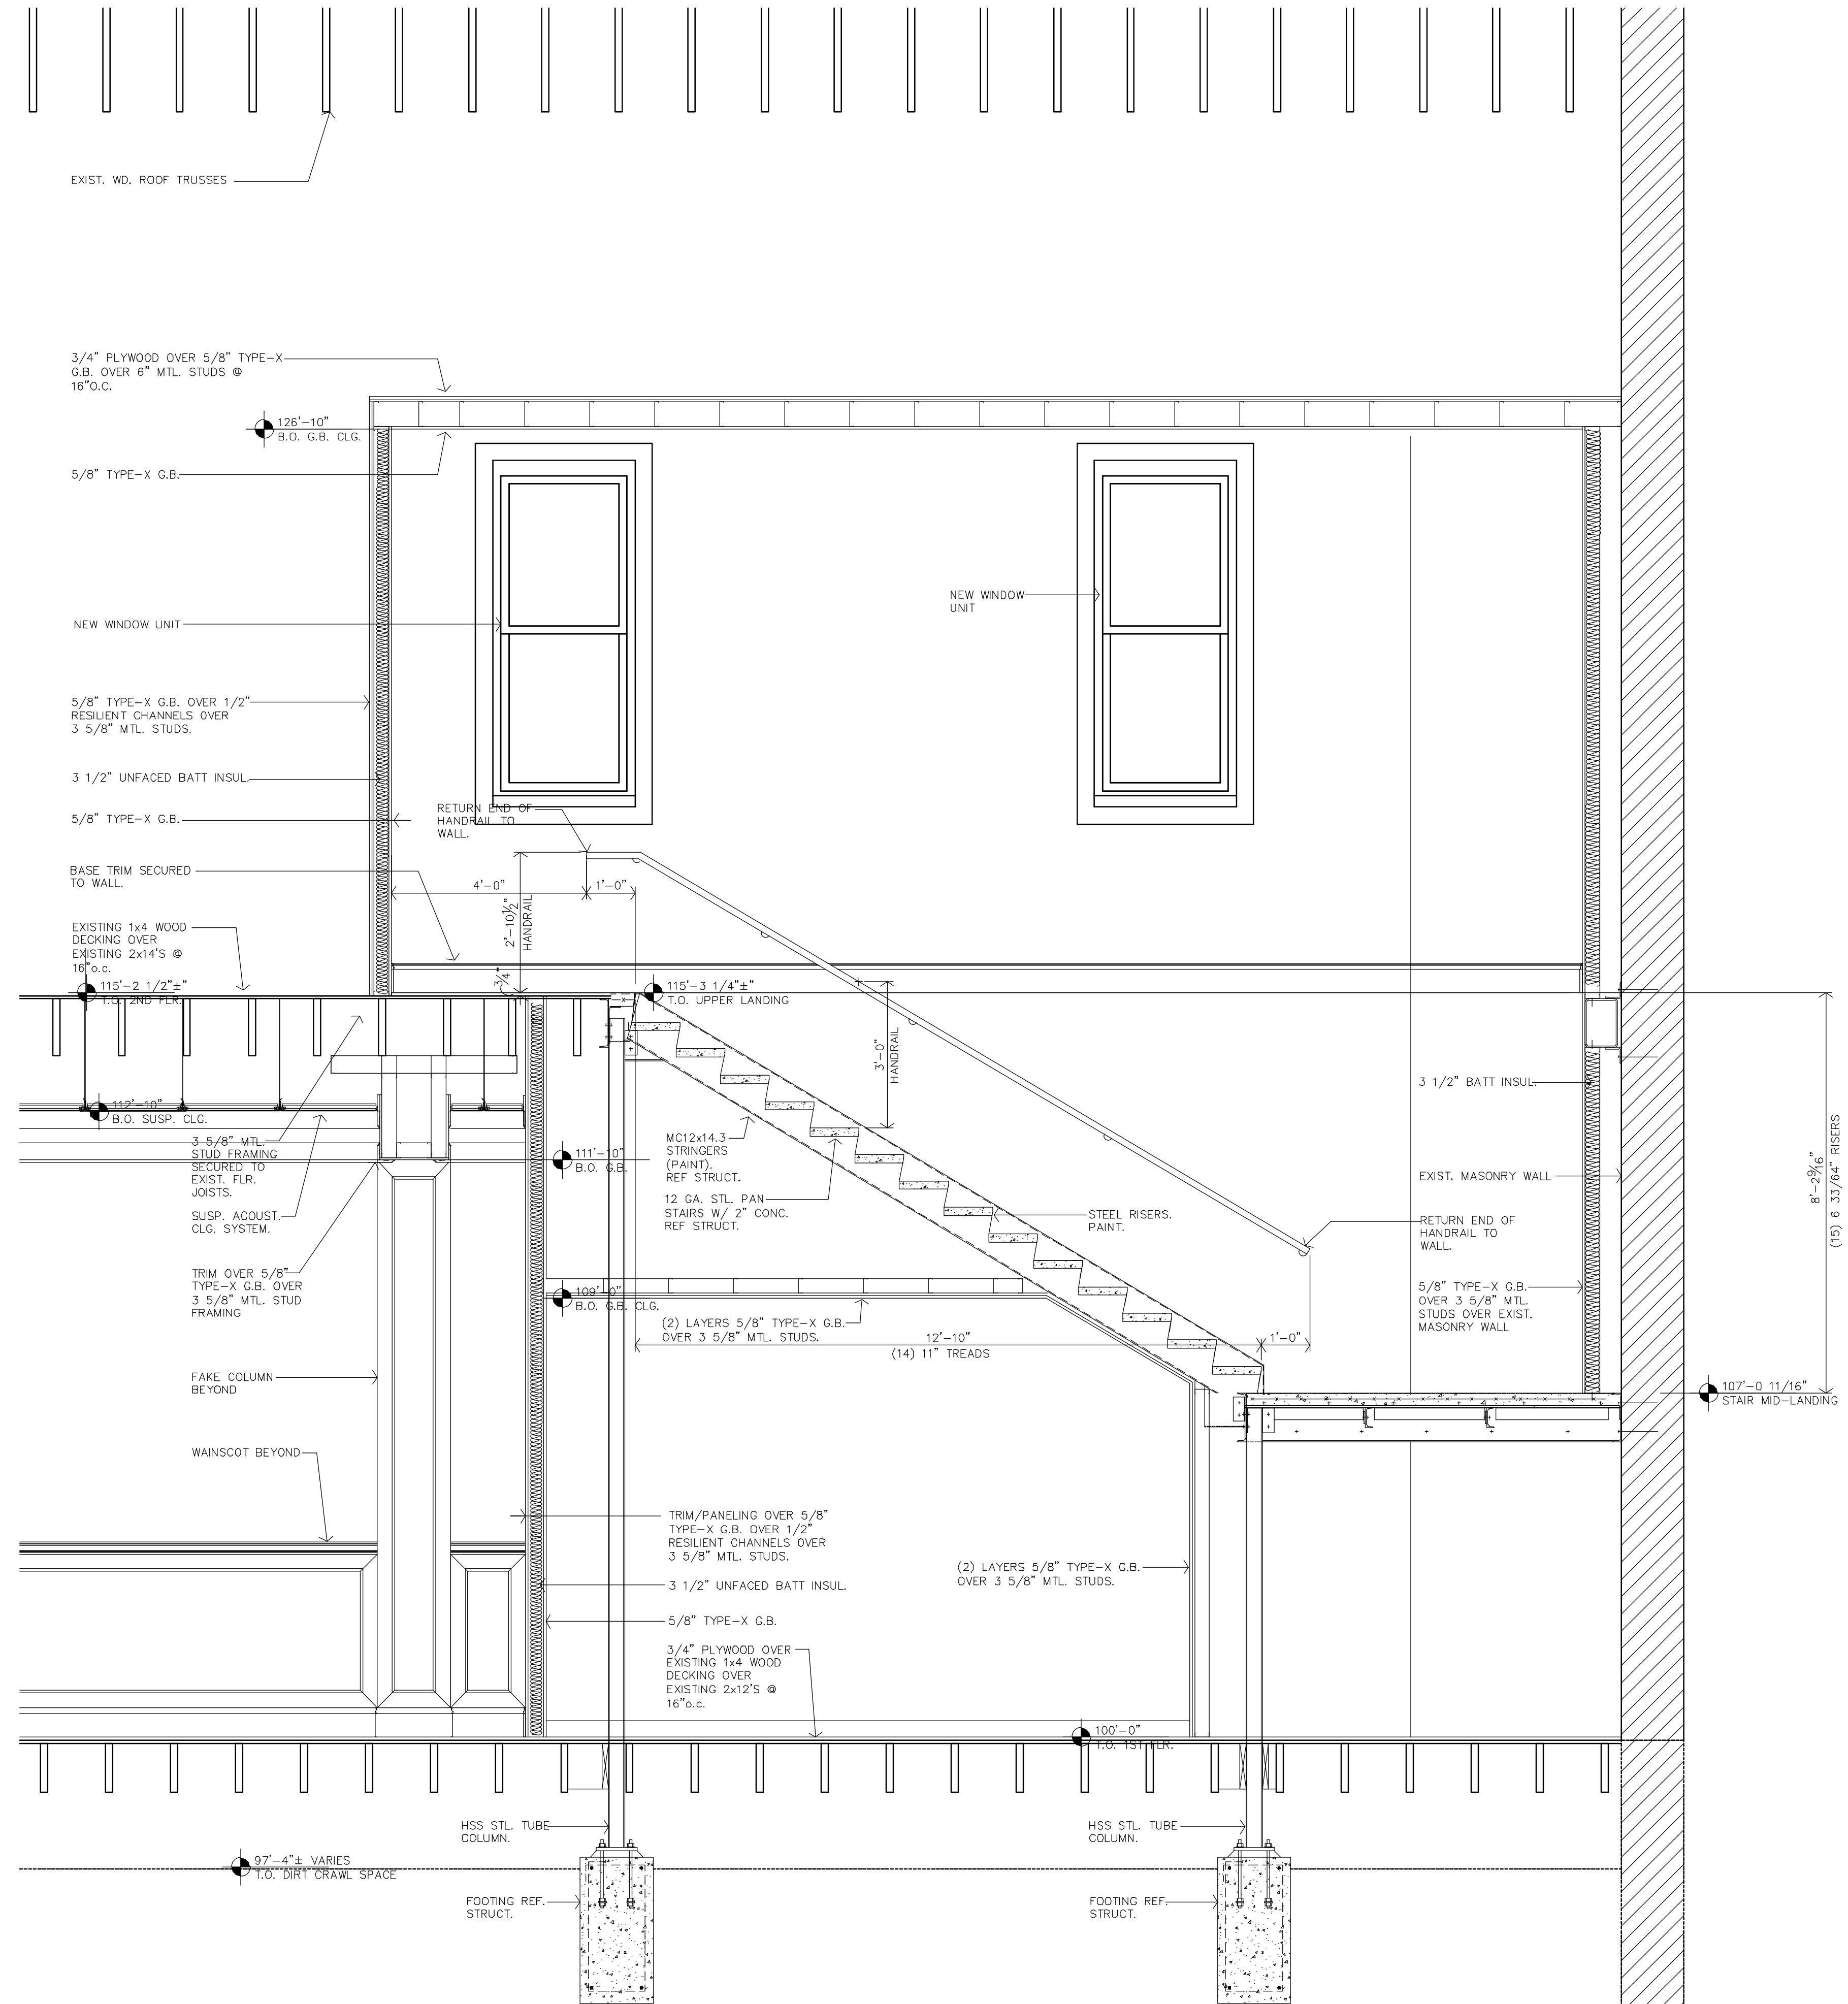 EXIST. WD. ROOF TRUSSES
3/4" PLYWOOD OVER 5/8" TYPE-X
G.B. OVER 6" MTL. STUDS @
16"O.C.
126'-10"
B.O. G.B. CLG.
5/8" TYPE-X G.B.
NEW WINDOW
UNIT
NEW WINDOW UNIT
5/8" TYPE-X G.B. OVER 1/2"
RESILIENT CHANNELS OVER
3 5/8" MTL. STUDS.
3 1/2" UNFACED BATT INSUL.
5/8" TYPE-X G.B.
RETURN END OF
HANDRAIL TO
WALL.
BASE TRIM SECURED
TO WALL.
4'-0"
1'-0"
2'-10 1/2"
HANDRAIL
3/4"
EXISTING 1x4 WOOD
DECKING OVER
EXISTING 2x14'S @
16"o.c.
115'-2 1/2"±"
T.O. 2ND FLR.
115'-3 1/4"±"
T.O. UPPER LANDING
3'-0"
HANDRAIL
3 1/2" BATT INSUL.
112'-10"
B.O. SUSP. CLG.
3 5/8" MTL.
STUD FRAMING
SECURED TO
EXIST. FLR.
JOISTS.
111'-10"
B.O. G.B.
MC12x14.3
STRINGERS
(PAINT).
REF STRUCT.
12 GA. STL. PAN
STAIRS W/ 2" CONC.
REF STRUCT.
EXIST. MASONRY WALL
8'-2 9/16"
(15) 6 33/64" RISERS
SUSP. ACOUST.
CLG. SYSTEM.
STEEL RISERS.
PAINT.
RETURN END OF
HANDRAIL TO
WALL.
TRIM OVER 5/8"
TYPE-X G.B. OVER
3 5/8" MTL. STUD
FRAMING
109'-0"
B.O. G.B. CLG.
5/8" TYPE-X G.B.
OVER 3 5/8" MTL.
STUDS OVER EXIST.
MASONRY WALL
(2) LAYERS 5/8" TYPE-X G.B.
OVER 3 5/8" MTL. STUDS.
12'-10"
(14) 11" TREADS
1'-0"
FAKE COLUMN
BEYOND
107'-0 11/16"
STAIR MID-LANDING
WAINSCOT BEYOND
TRIM/PANELING OVER 5/8"
TYPE-X G.B. OVER 1/2"
RESILIENT CHANNELS OVER
3 5/8" MTL. STUDS.
(2) LAYERS 5/8" TYPE-X G.B.
OVER 3 5/8" MTL. STUDS.
3 1/2" UNFACED BATT INSUL.
5/8" TYPE-X G.B.
3/4" PLYWOOD OVER
EXISTING 1x4 WOOD
DECKING OVER
EXISTING 2x12'S @
16"o.c.
100'-0"
T.O. 1ST FLR.
HSS STL. TUBE
COLUMN.
HSS STL. TUBE
COLUMN.
97'-4"± VARIES
T.O. DIRT CRAWL SPACE
FOOTING REF.
STRUCT.
FOOTING REF.
STRUCT.